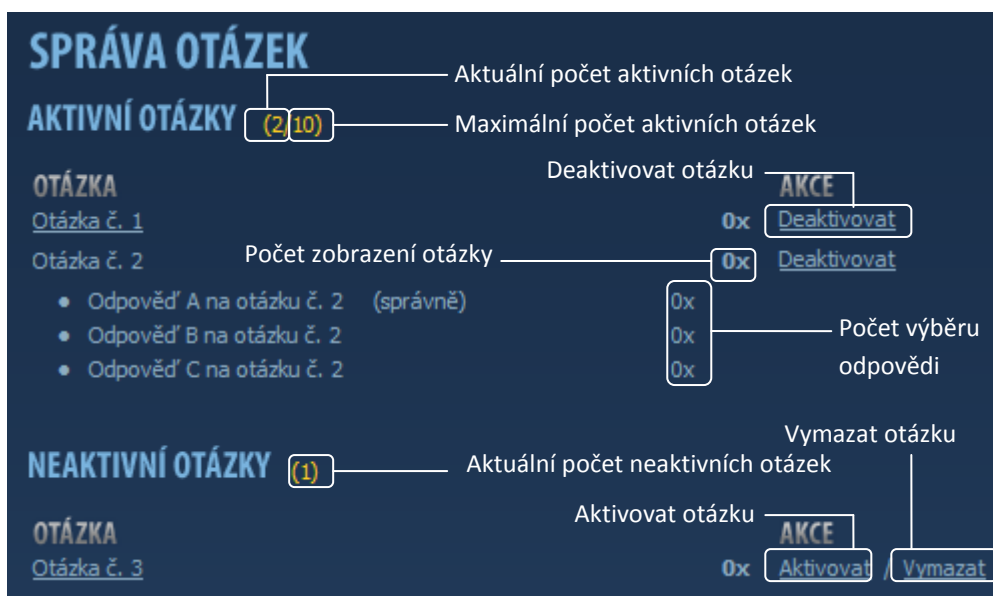 SPRÁVA OTÁZEK
Aktuální počet aktivních otázek
AKTIVNÍ OTÁZKY (2/10)
Maximální počet aktivních otázek
Deaktivovat otázku
OTÁZKA AKCE
Otázka č. 1 0x Deaktivovat
Otázka č. 2 Počet zobrazení otázky 0x Deaktivovat
• Odpověď A na otázku č. 2 (správně) 0x
• Odpověď B na otázku č. 2 0x
• Odpověď C na otázku č. 2 0x
Počet výběru
odpovědi
Vymazat otázku
NEAKTIVNÍ OTÁZKY (1) Aktuální počet neaktivních otázek
Aktivovat otázku
OTÁZKA AKCE
Otázka č. 3 0x Aktivovat / Vymazat